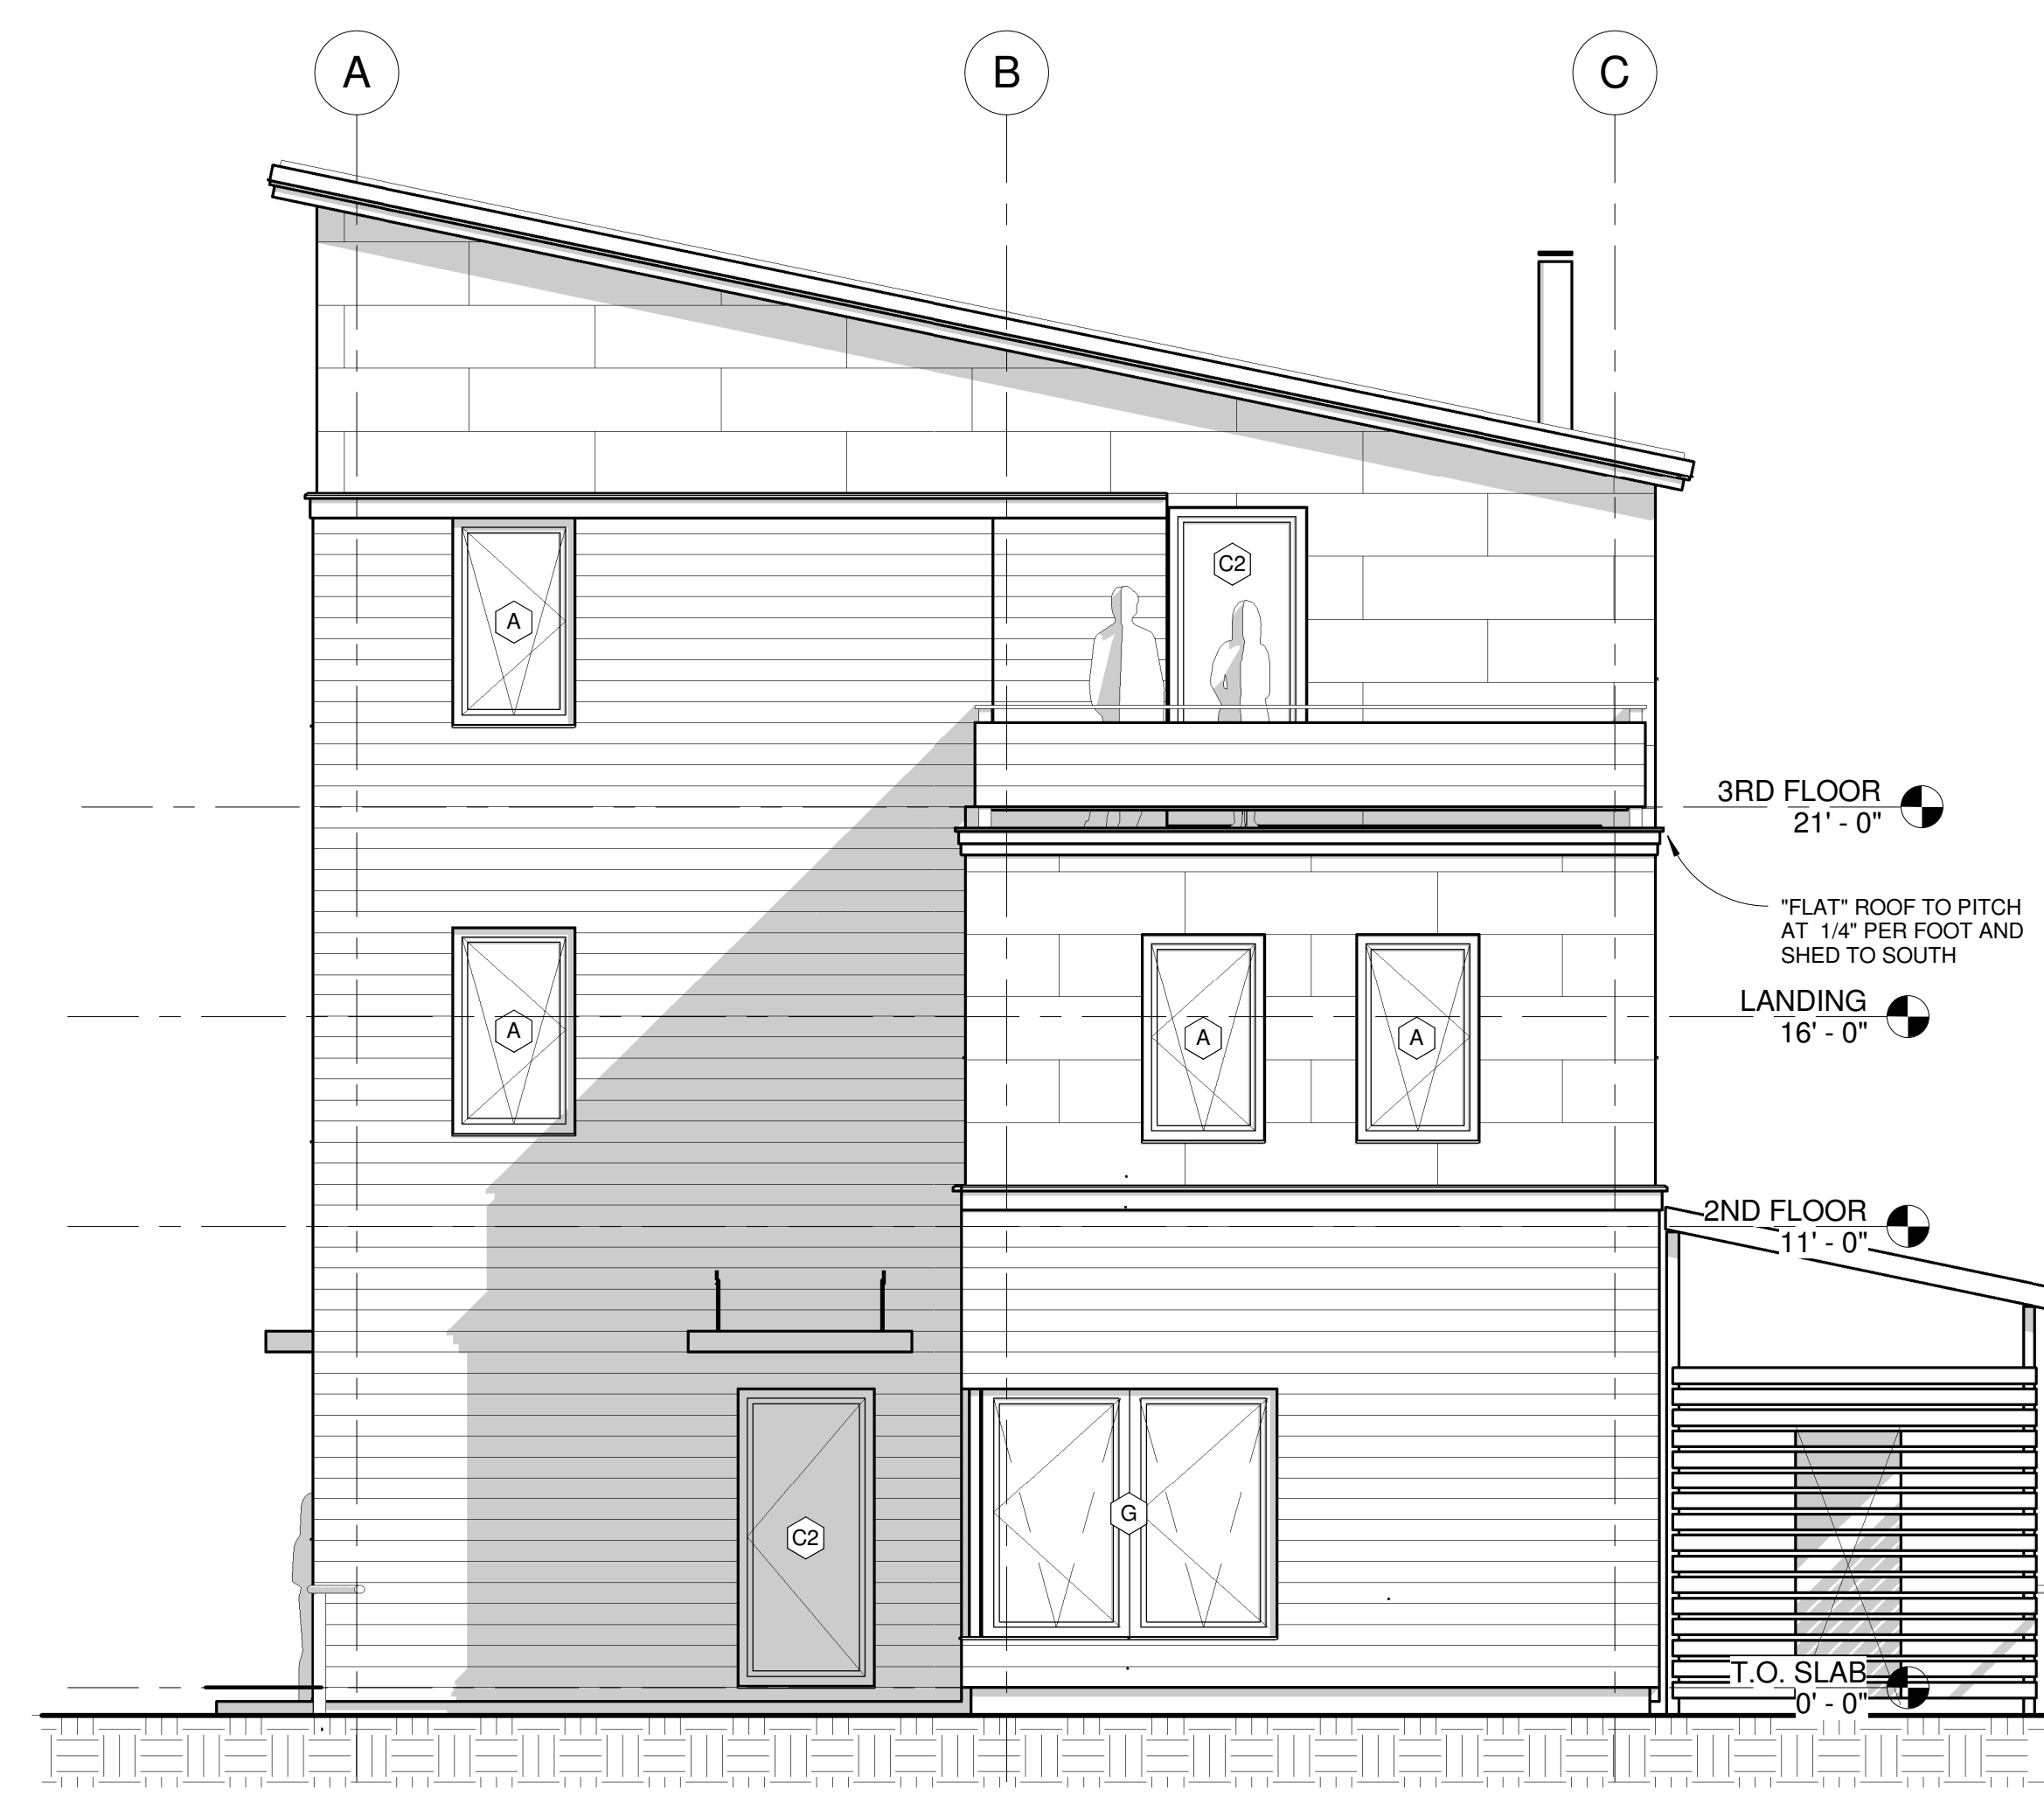 A
B
C
C2
A
3RD FLOOR
21' - 0"
"FLAT" ROOF TO PITCH
AT 1/4" PER FOOT AND
SHED TO SOUTH
LANDING
16' - 0"
A
A
A
2ND FLOOR
11' - 0"
G
C2
T.O. SLAB
0' - 0"